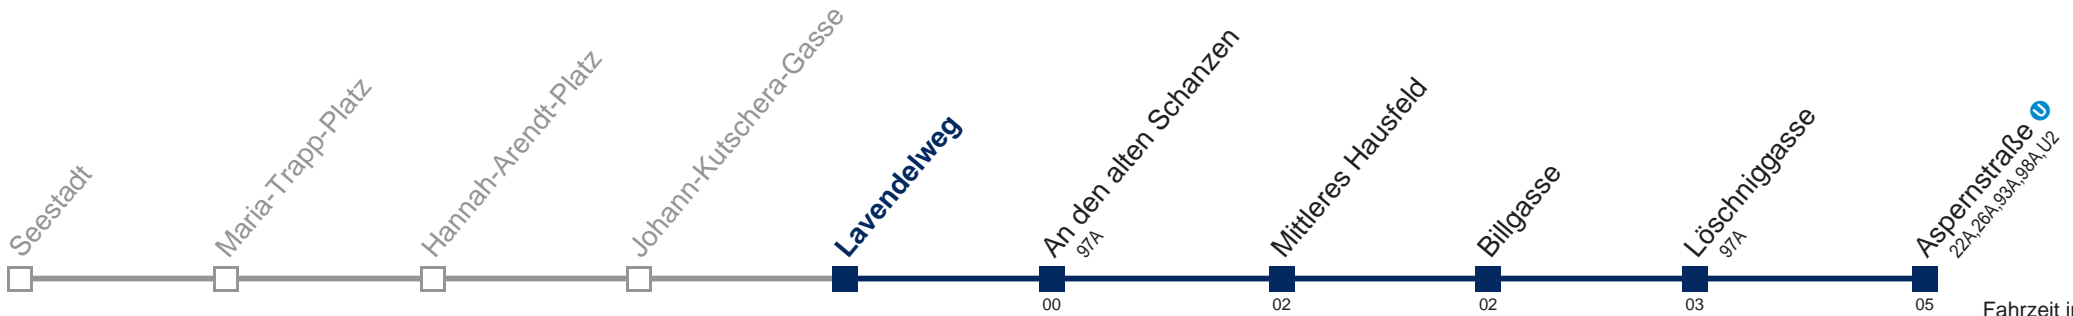 Seestadt
Maria-Trapp-Platz
Hannah-Arendt-Platz
Johann-Kutschera-Gasse
Lavendelweg
An den alten Schanzen
97A
Mittleres Hausfeld
Billgasse
Löschniggasse
97A
Aspernstraße U
22A,26A,93A,98A,U2
00
02
02
03
05
Fahrzeit